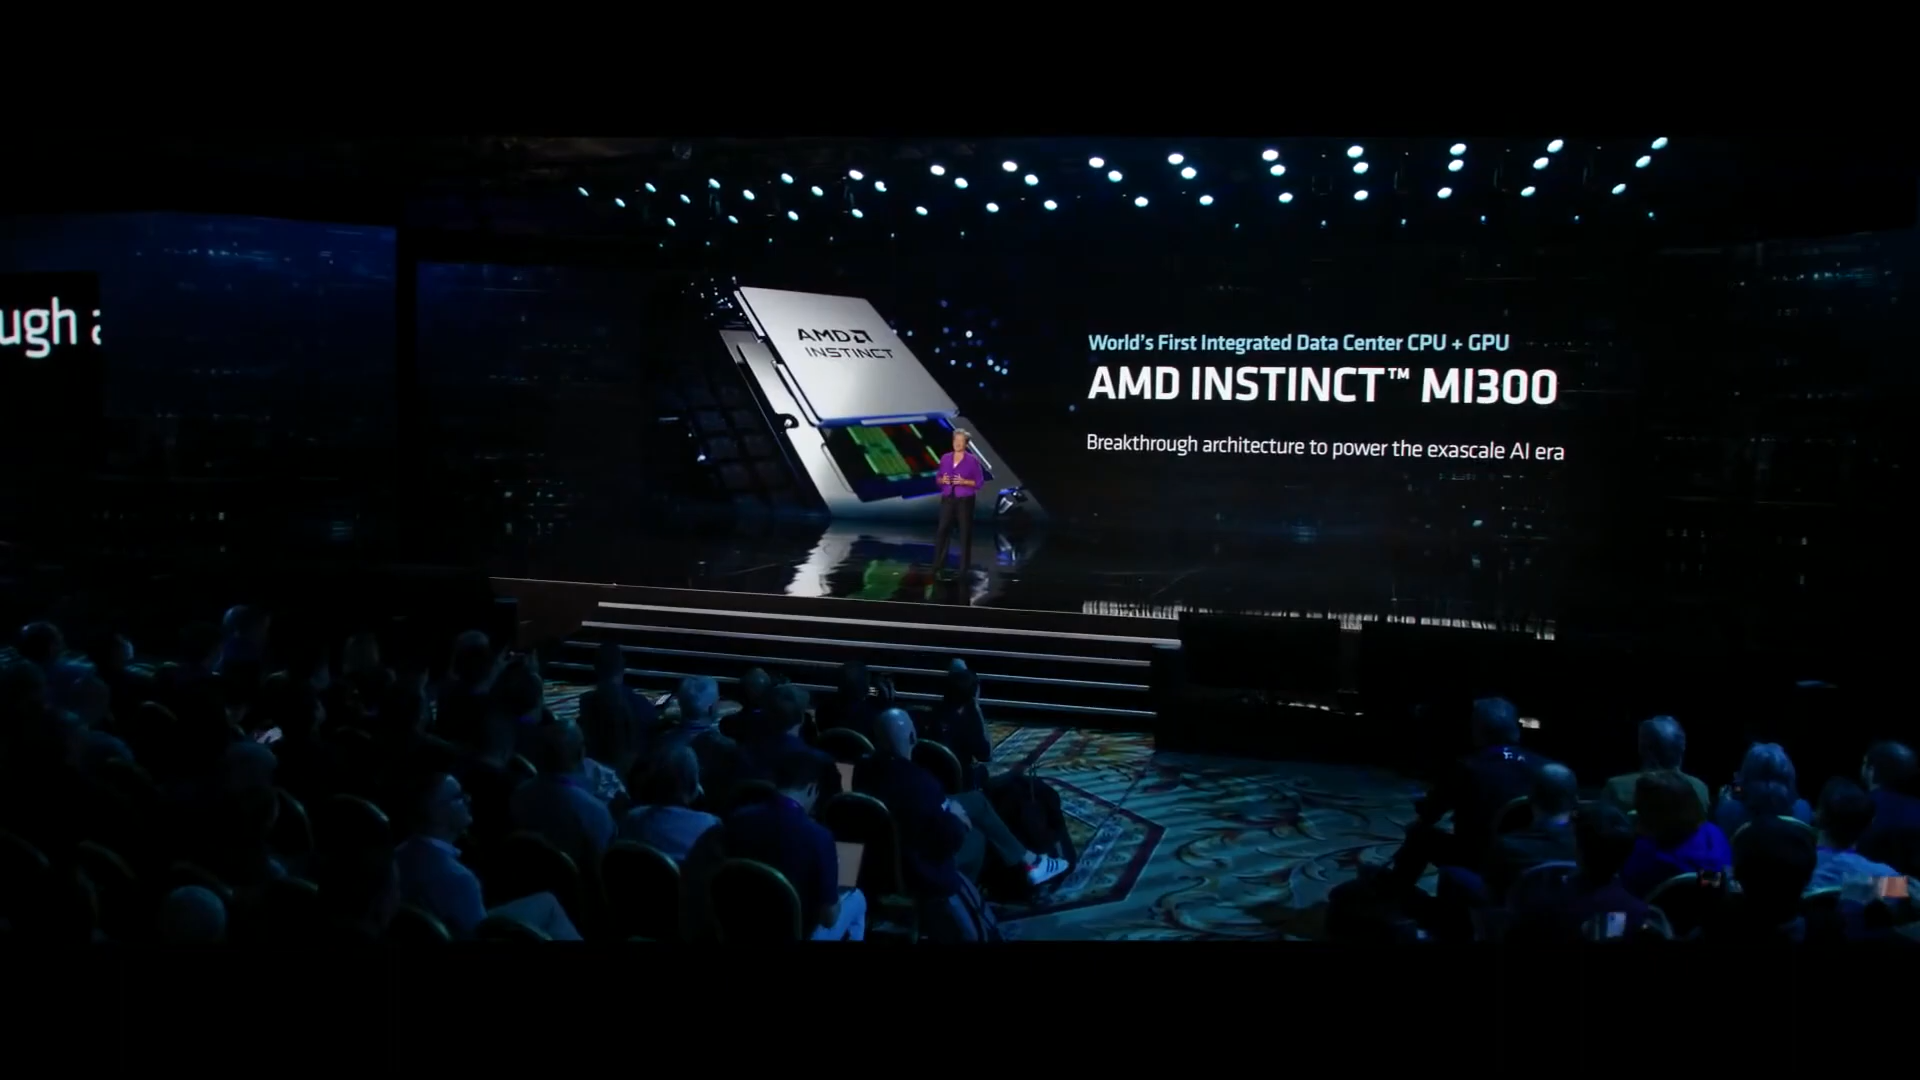 ugh a
AMD
INSTINCT
World's First Integrated Data Center CPU + GPU
AMD INSTINCT™ MI300
Breakthrough architecture to power the exascale AI era